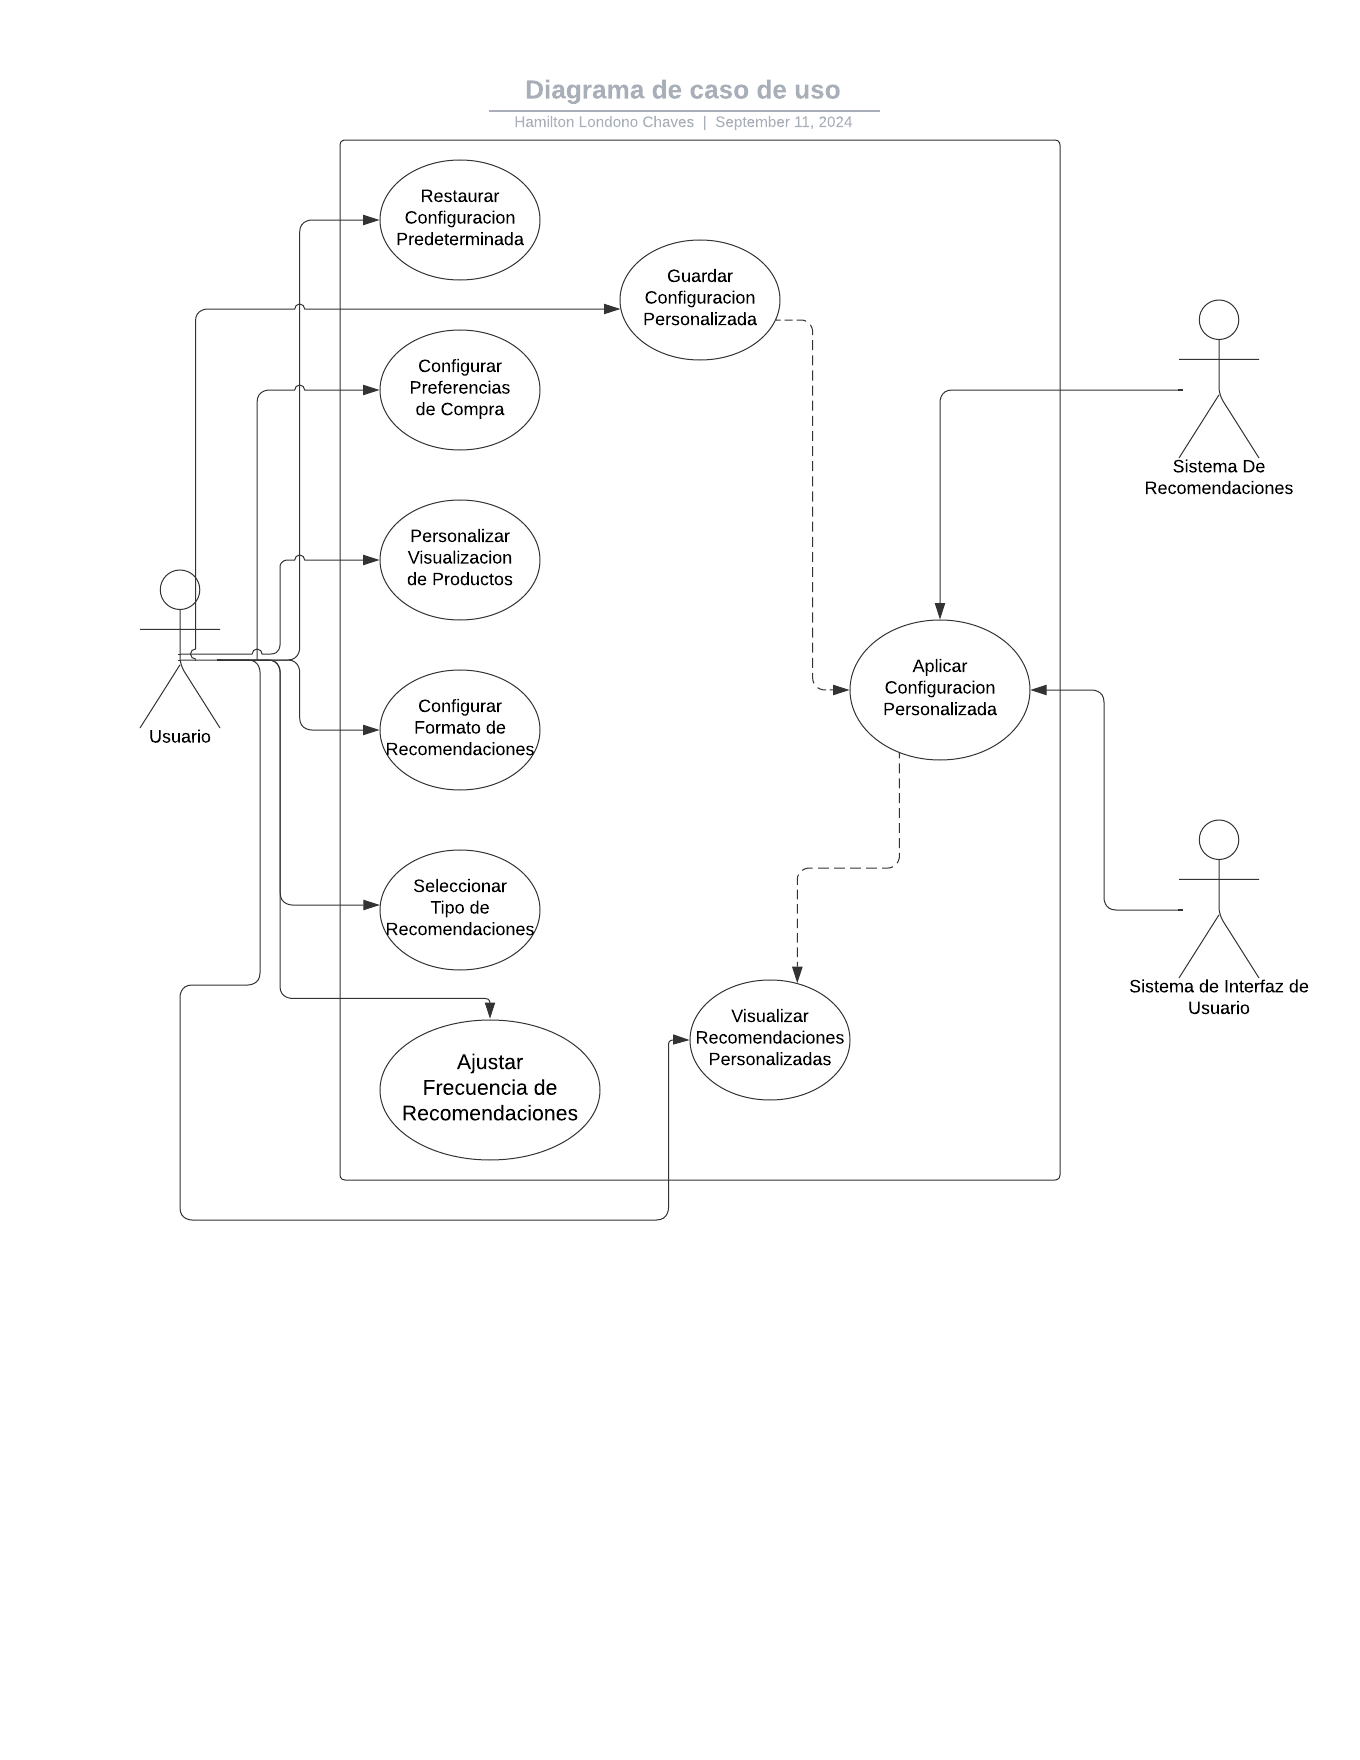 Diagrama de caso de uso
Hamilton Londono Chaves | September 11, 2024
Restaurar
Configuracion
Predeterminada
Guardar
Configuracion
Personalizada
Configurar
Preferencias
de Compra
Sistema De
Recomendaciones
Personalizar
Visualizacion
de Productos
Usuario
Configurar
Formato de
Recomendaciones
Aplicar
Configuracion
Personalizada
Seleccionar
Tipo de
Recomendaciones
Sistema de Interfaz de
Usuario
Ajustar
Frecuencia de
Recomendaciones
Visualizar
Recomendaciones
Personalizadas